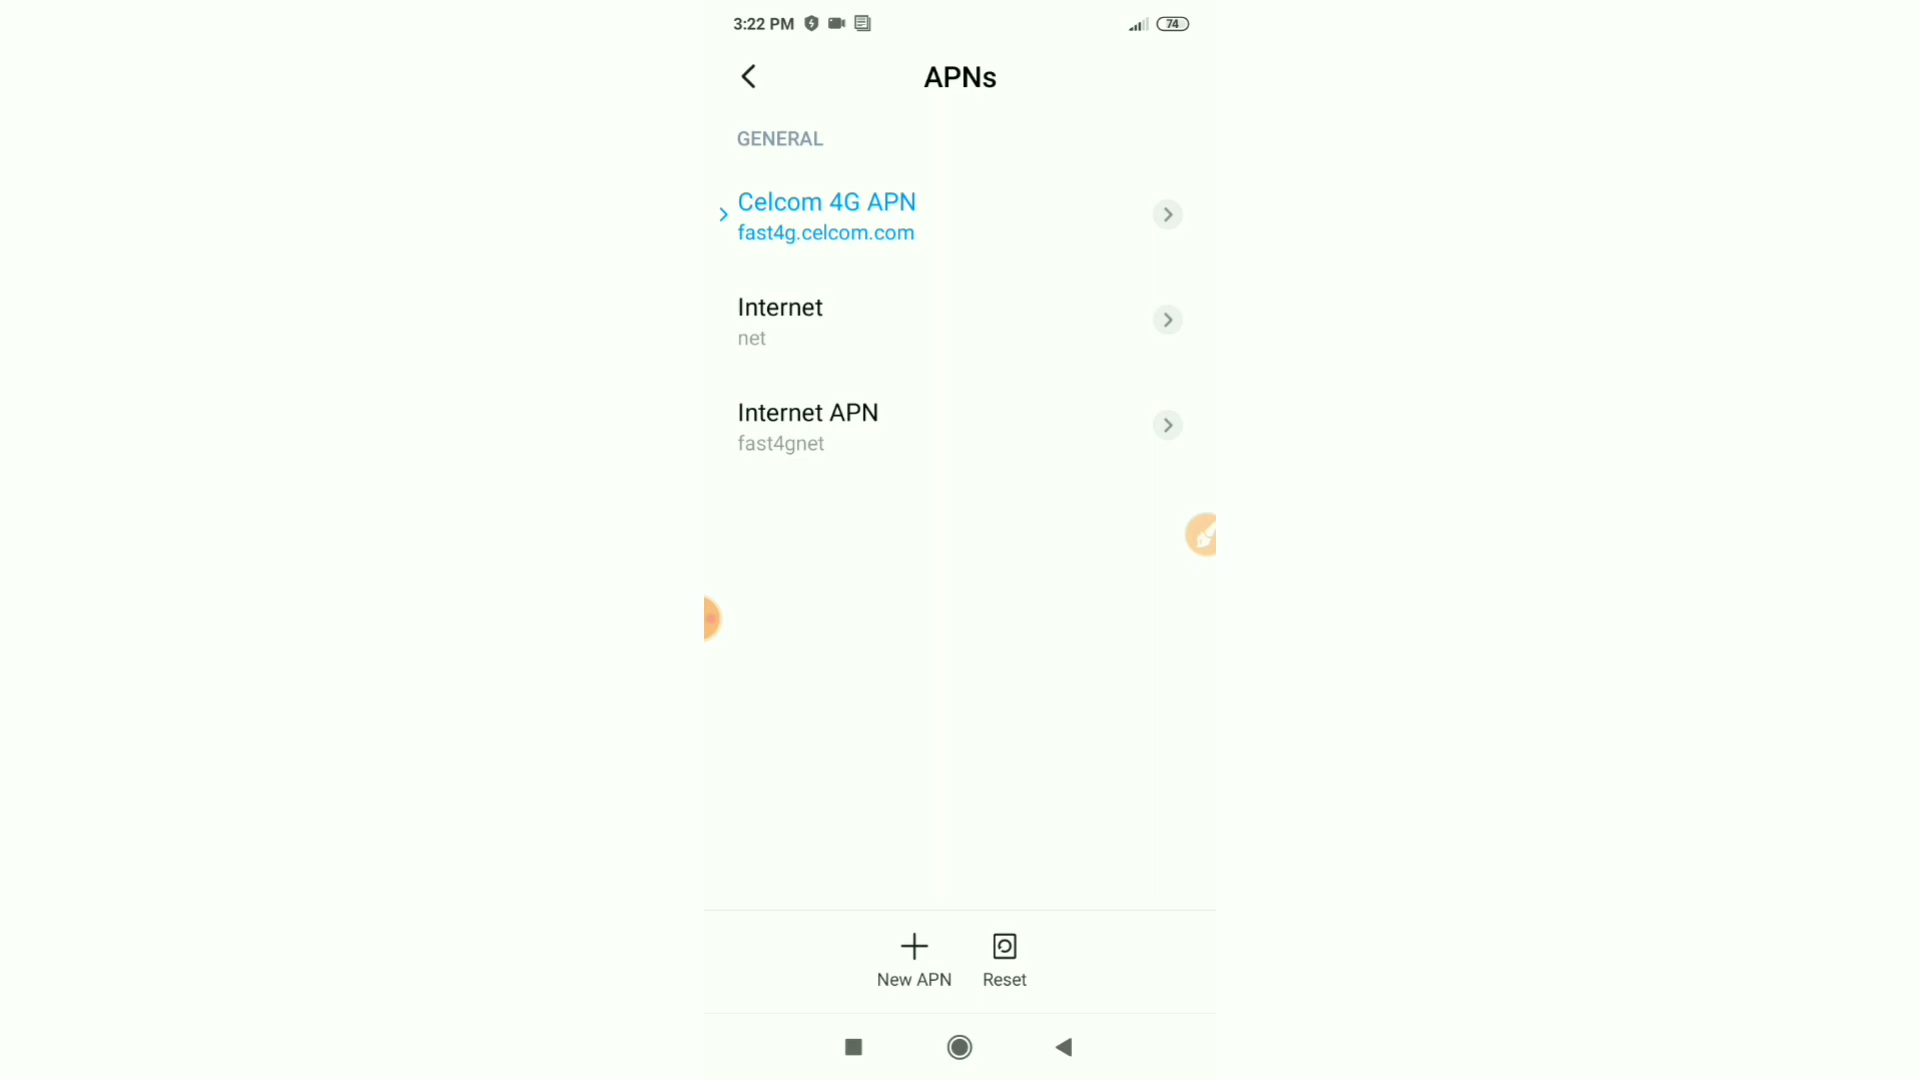 3:22 PM
74
APNs
GENERAL
Celcom 4G APN
fast4g.celcom.com
Internet
net
Internet APN
fast4gnet
New APN
Reset